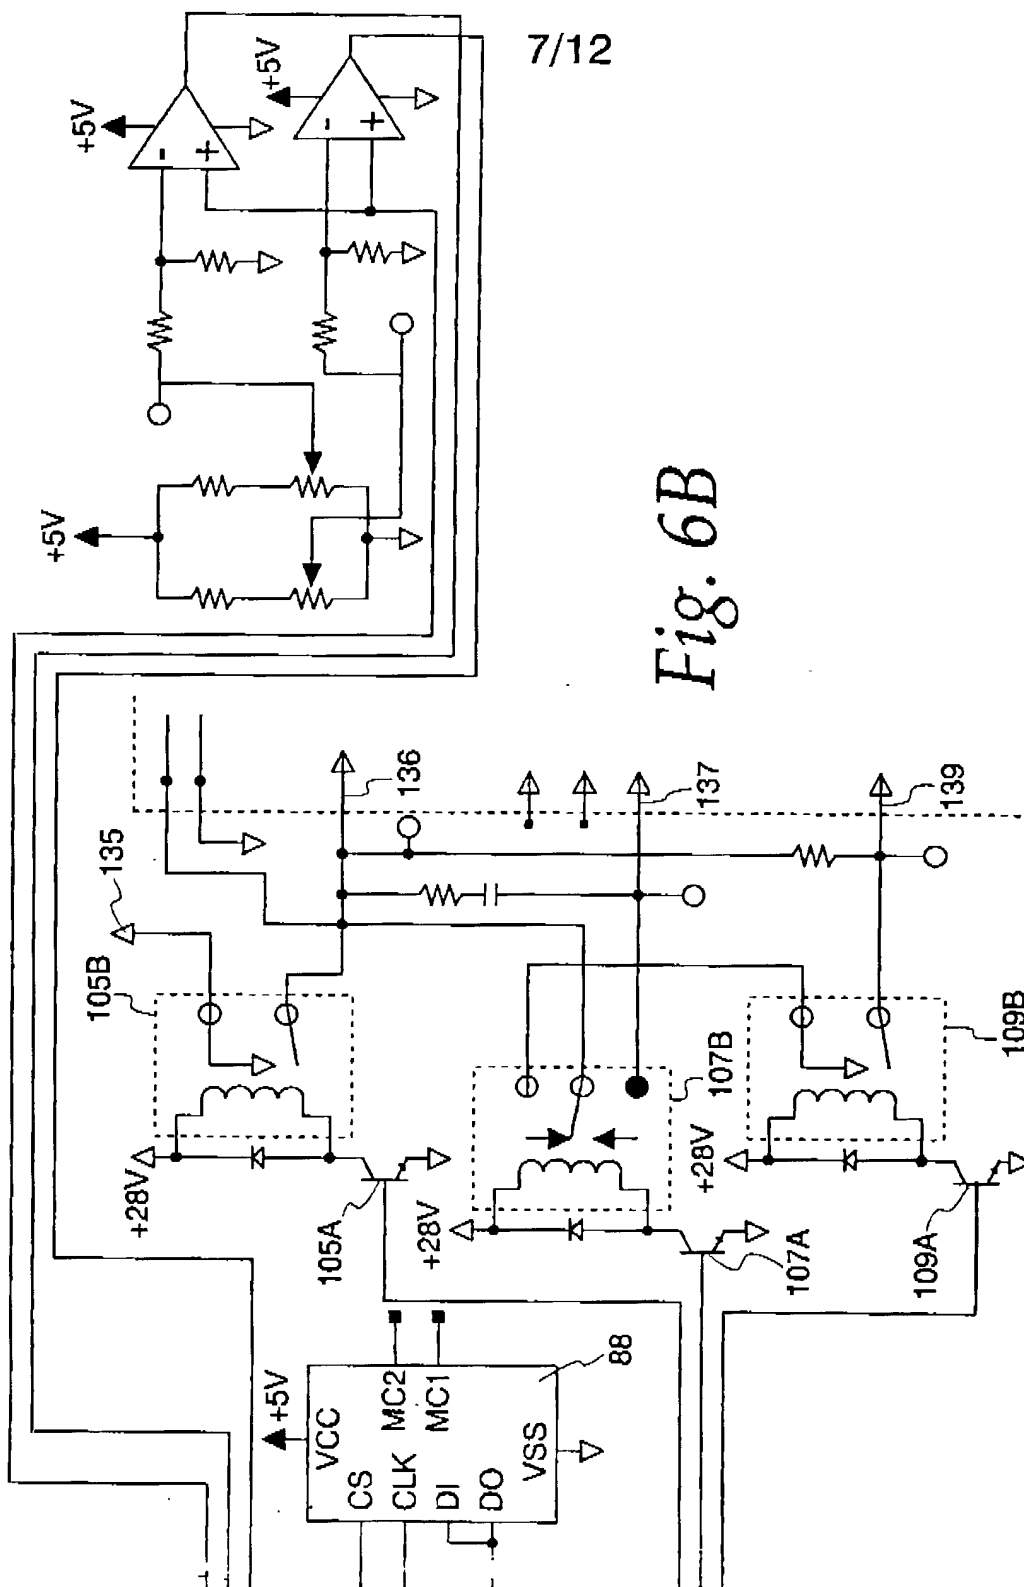 7/12
+5V
+5V
+5V
Fig. 6B
135
136
137
139
105B
107B
109B
+28V
+28V
+28V
105A
107A
109A
+5V
VCC
CS
CLK
DI
DO
MC2
MC1
VSS
88
-
+
-
+